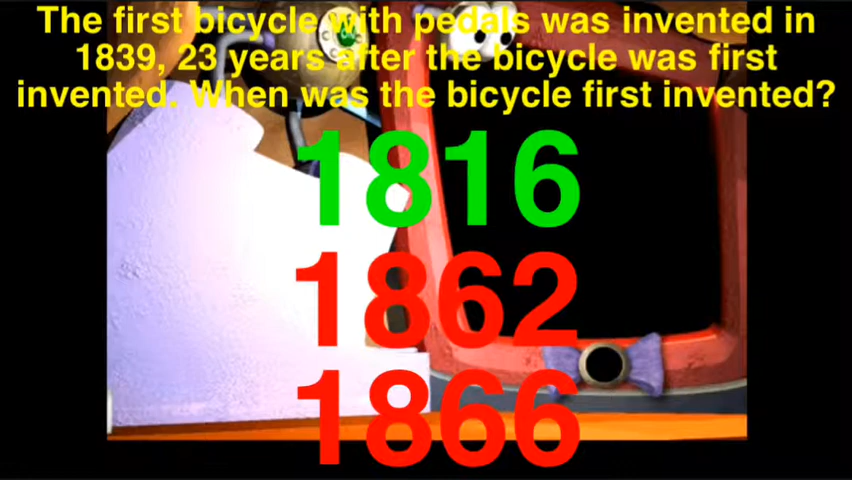 The first bicycle with pedals was invented in
1839, 23 years after the bicycle was first
invented. When was the bicycle first invented?
1816
1862
1866